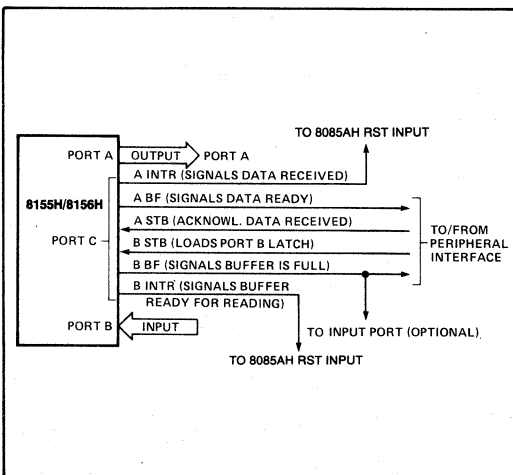 TO 8085AH RST INPUT
PORT A
OUTPUT
PORT A
A INTR (SIGNALS DATA RECEIVED)
8155H/8156H
A BF (SIGNALS DATA READY)
A STB (ACKNOWL. DATA RECEIVED)
PORT C
B STB (LOADS PORT B LATCH)
B BF (SIGNALS BUFFER IS FULL)
B INTR (SIGNALS BUFFER
READY FOR READING)
TO/FROM
PERIPHERAL
INTERFACE
PORT B
INPUT
TO INPUT PORT (OPTIONAL)
TO 8085AH RST INPUT